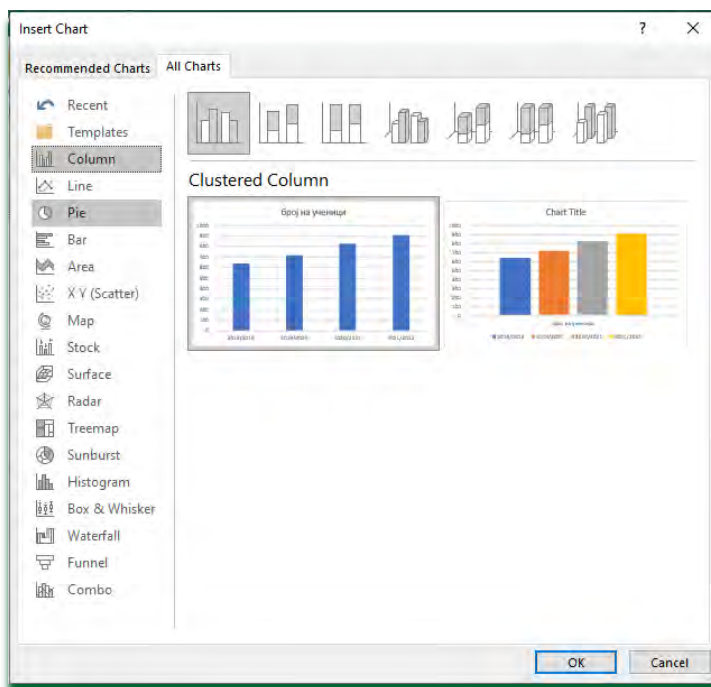 Insert Chart
?
Recommended Charts
All Charts
Recent
Templates
Column
Line
Pie
Bar
Area
X Y (Scatter)
Map
Stock
Surface
Radar
Treemap
Sunburst
Histogram
Box & Whisker
Waterfall
Funnel
Combo
Clustered Column
Број на ученици
Chart Title
OK
Cancel